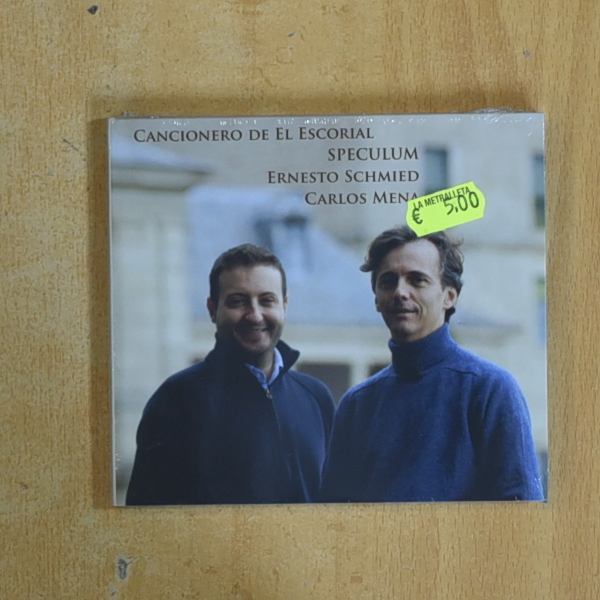 Cancionero de El Escorial
SPECULUM
Ernesto Schmied
Carlos Mena
LA METRALLETA
€ 5,00